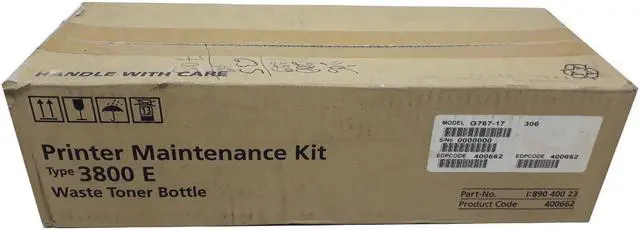 HANDLE WITH CARE
MODEL G767-17 306
S/No 0000000
EDPCODE 400662 EDPCODE 400662
Printer Maintenance Kit
Type 3800 E
Waste Toner Bottle
Part-No. I:890 400 23
Product Code 400662